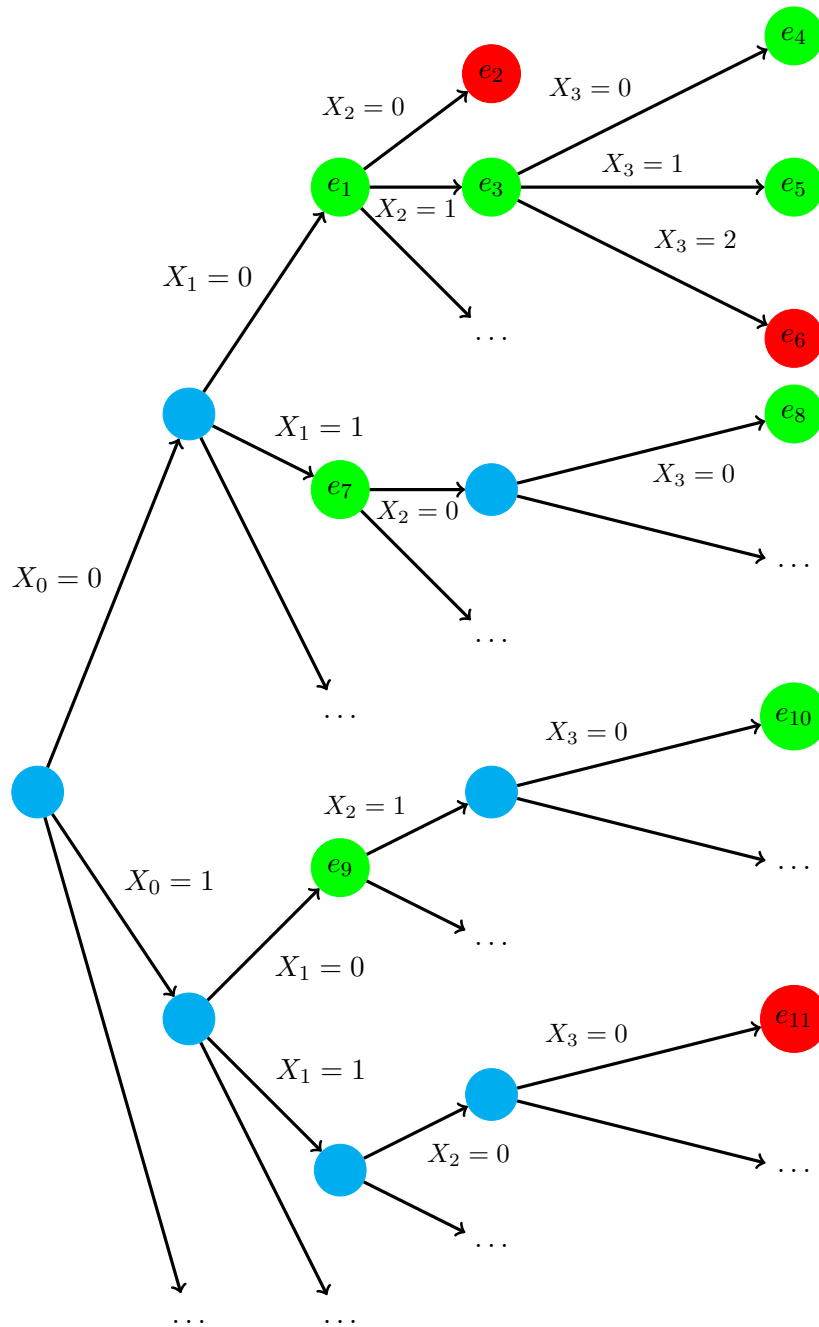 e₄
e₂
X₃ = 0
X₂ = 0
X₃ = 1
e₁
e₃
e₅
X₂ = 1
X₃ = 2
X₁ = 0
...
e₆
e₈
X₁ = 1
X₃ = 0
e₇
X₂ = 0
...
X₀ = 0
...
...
e₁₀
X₃ = 0
X₂ = 1
e₉
...
X₀ = 1
...
X₁ = 0
e₁₁
X₃ = 0
X₁ = 1
X₂ = 0
...
...
...
...